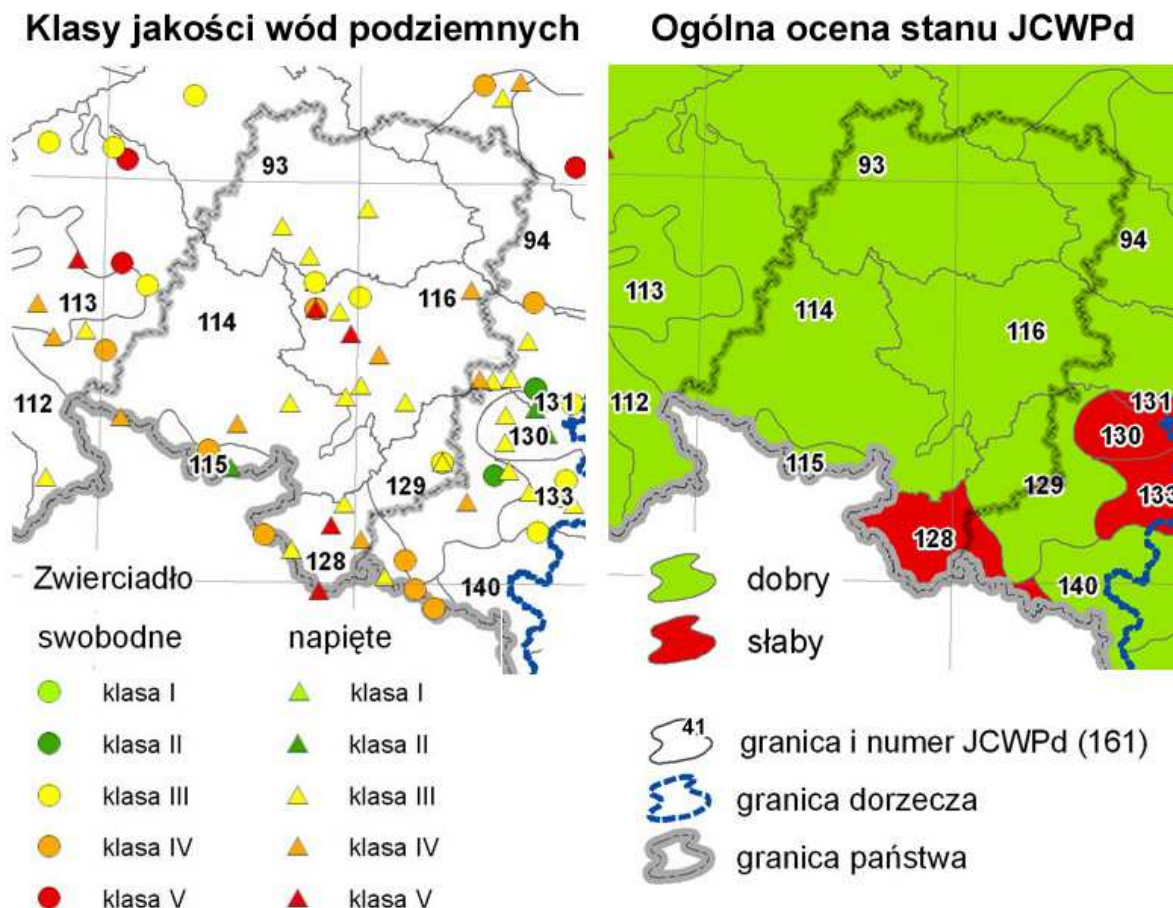 Klasy jakości wód podziemnych
Ogólna ocena stanu JCWPd
93
94
113
114
116
112
115
131
130
129
133
128
140
Zwierciadło
swobodne
napięte
klasa I
klasa I
klasa II
klasa II
klasa III
klasa III
klasa IV
klasa IV
klasa V
klasa V
93
94
113
114
116
112
115
131
130
129
133
128
140
dobry
słaby
41
granica i numer JCWPd (161)
granica dorzecza
granica państwa